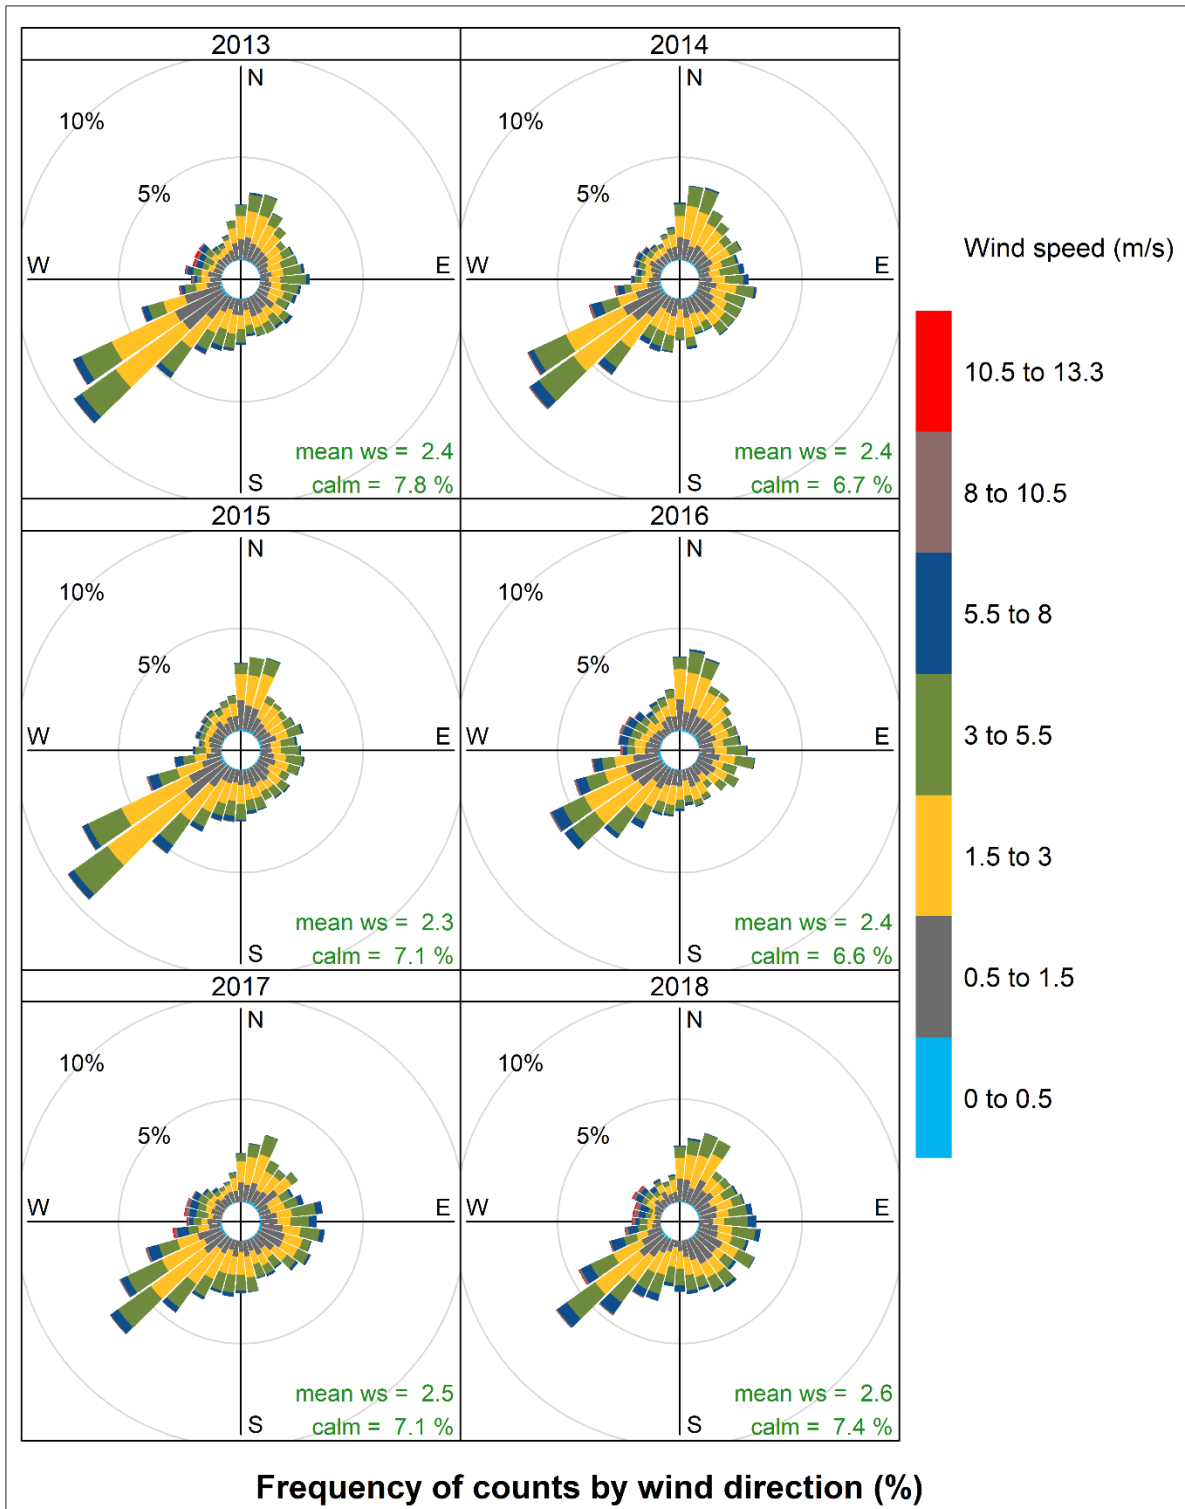 2013
2014
N
10%
5%
W
E
S
mean ws = 2.4
calm = 7.8 %
N
10%
5%
W
E
S
mean ws = 2.4
calm = 6.7 %
2015
2016
N
10%
5%
W
E
S
mean ws = 2.3
calm = 7.1 %
N
10%
5%
W
E
S
mean ws = 2.4
calm = 6.6 %
2017
2018
N
10%
5%
W
E
S
mean ws = 2.5
calm = 7.1 %
N
10%
5%
W
E
S
mean ws = 2.6
calm = 7.4 %
Wind speed (m/s)
10.5 to 13.3
8 to 10.5
5.5 to 8
3 to 5.5
1.5 to 3
0.5 to 1.5
0 to 0.5
Frequency of counts by wind direction (%)